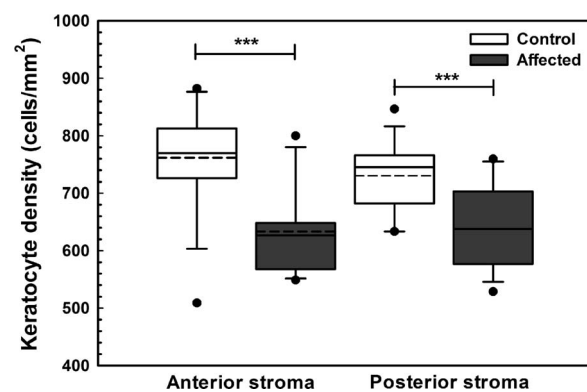 Keratocyte density (cells/mm²)
1000
900
800
700
600
500
400
***
***
Control
Affected
Anterior stroma
Posterior stroma